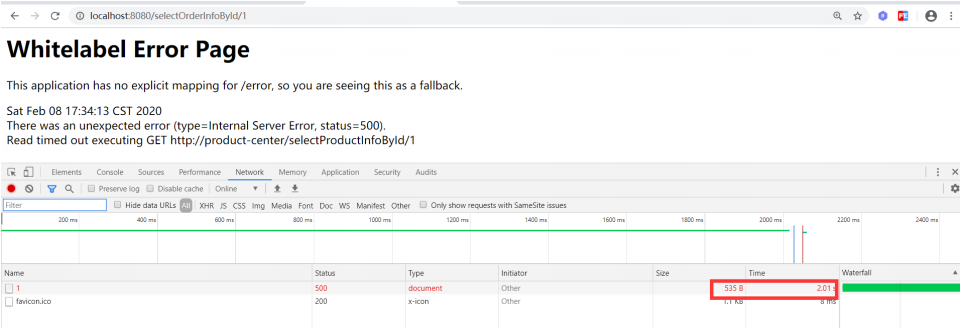 localhost:8080/selectOrderInfoById/1
Whitelabel Error Page
This application has no explicit mapping for /error, so you are seeing this as a fallback.
Sat Feb 08 17:34:13 CST 2020
There was an unexpected error (type=Internal Server Error, status=500).
Read timed out executing GET http://product-center/selectProductInfoById/1
Elements Console Sources Performance Network Memory Application Security Audits
Preserve log Disable cache Online
Filter Hide data URLs All XHR JS CSS Img Media Font Doc WS Manifest Other Only show requests with SameSite issues
200 ms 400 ms 600 ms 800 ms 1000 ms 1200 ms 1400 ms 1600 ms 1800 ms 2000 ms 2200 ms 2400 ms
Name Status Type Initiator Size Time Waterfall
1 500 document Other 535 B 2.01 s
favicon.ico 200 x-icon Other 1.1 KB 8 ms